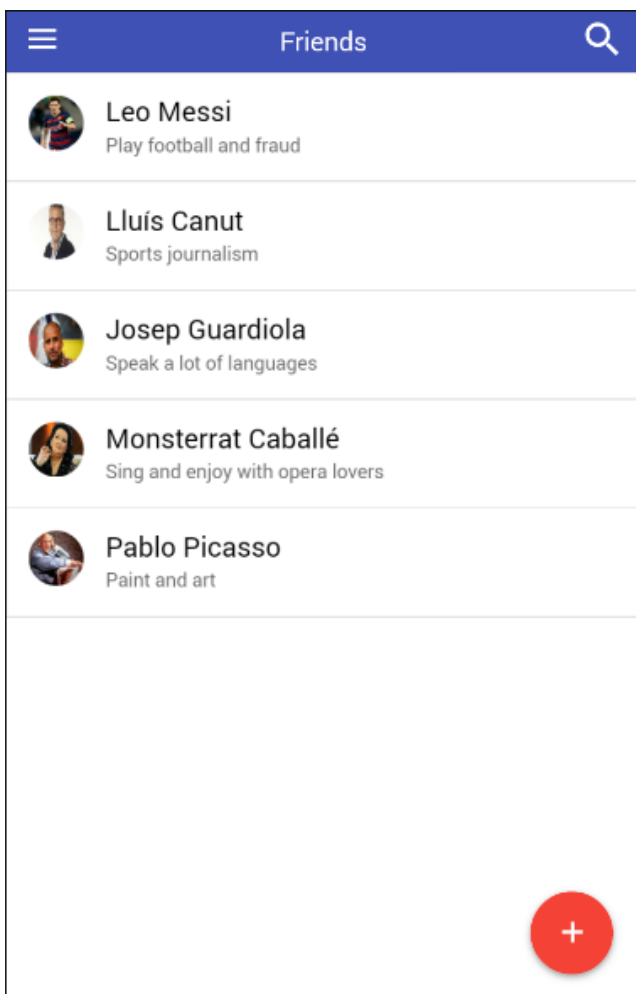 Friends
Leo Messi
Play football and fraud
Lluís Canut
Sports journalism
Josep Guardiola
Speak a lot of languages
Monsterrat Caballé
Sing and enjoy with opera lovers
Pablo Picasso
Paint and art
+